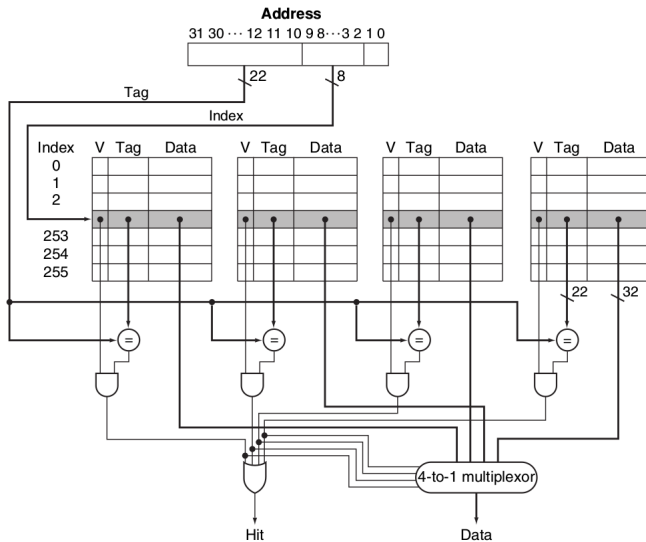 Address
31 30 ··· 12 11 10 9 8···3 2 1 0
22
8
Tag
Index
Index V Tag Data V Tag Data V Tag Data V Tag Data
0
1
2
253
254
255
22
32
= = = =
4-to-1 multiplexor
Hit
Data